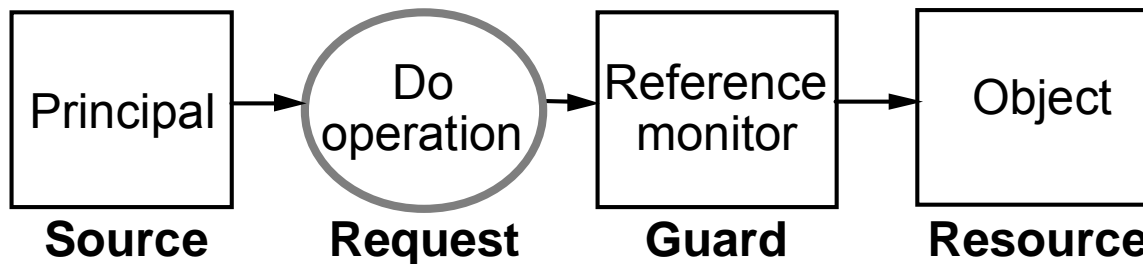 Principal
Do
operation
Reference
monitor
Object
Source
Request
Guard
Resource